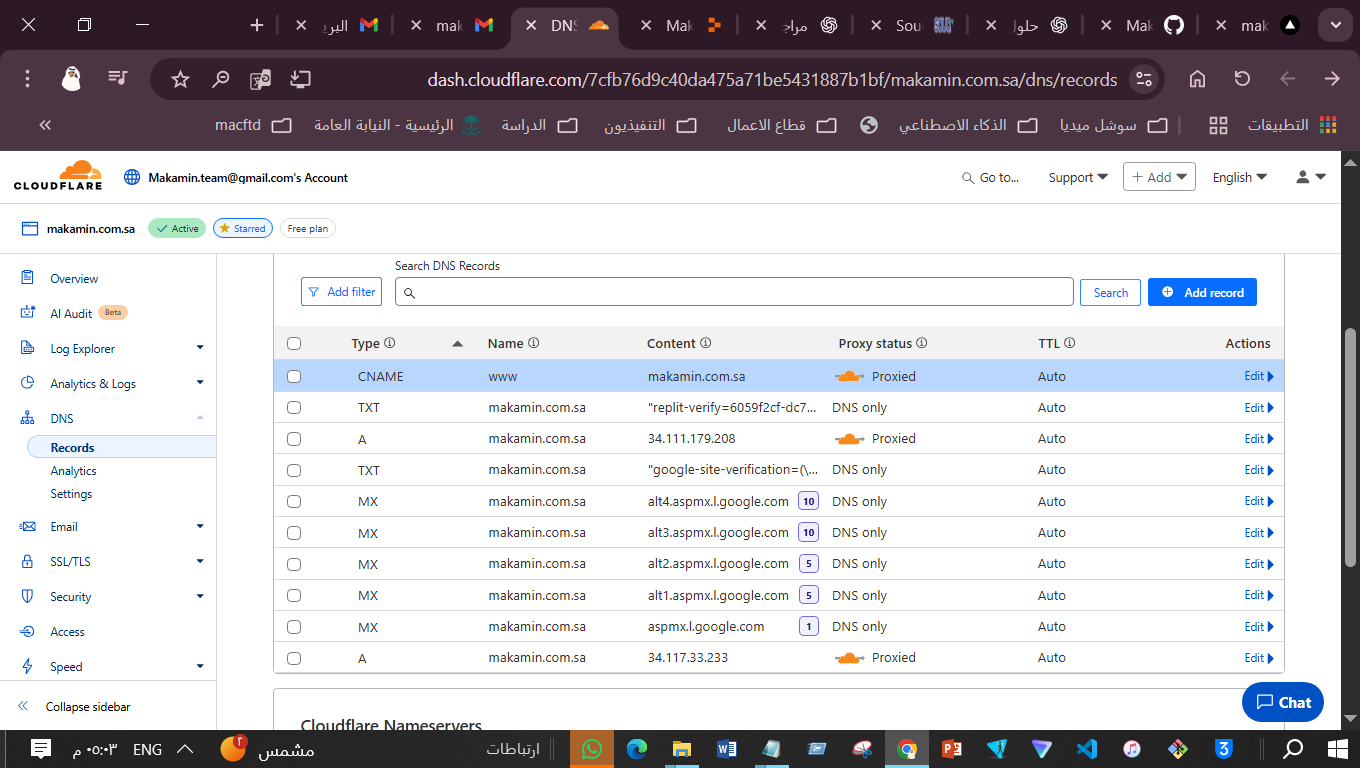 البري
mak
DNS
Mak
مراج
Sou
حلول
Mak
mak
dash.cloudflare.com/7cfb76d9c40da475a71be5431887b1bf/makamin.com.sa/dns/records
التطبيقات
سوشل ميديا
الذكاء الاصطناعي
قطاع الاعمال
التنفيذيون
الدراسة
الرئيسية - النيابة العامة
macftd
CLOUDFLARE
Makamin.team@gmail.com's Account
Go to...
Support
+ Add
English
makamin.com.sa
Active
Starred
Free plan
Overview
AI Audit Beta
Log Explorer
Analytics & Logs
DNS
Records
Analytics
Settings
Email
SSL/TLS
Security
Access
Speed
Collapse sidebar
Search DNS Records
Add filter
Search
Add record
Type Name Content Proxy status TTL Actions
CNAME www makamin.com.sa Proxied Auto Edit
TXT makamin.com.sa "replit-verify=6059f2cf-dc7... DNS only Auto Edit
A makamin.com.sa 34.111.179.208 Proxied Auto Edit
TXT makamin.com.sa "google-site-verification=(\... DNS only Auto Edit
MX makamin.com.sa alt4.aspmx.l.google.com 10 DNS only Auto Edit
MX makamin.com.sa alt3.aspmx.l.google.com 10 DNS only Auto Edit
MX makamin.com.sa alt2.aspmx.l.google.com 5 DNS only Auto Edit
MX makamin.com.sa alt1.aspmx.l.google.com 5 DNS only Auto Edit
MX makamin.com.sa aspmx.l.google.com 1 DNS only Auto Edit
A makamin.com.sa 34.117.33.233 Proxied Auto Edit
Cloudflare Nameservers
Chat
٠٥:٠٣ م
ENG
٢
مشمس
ارتباطات